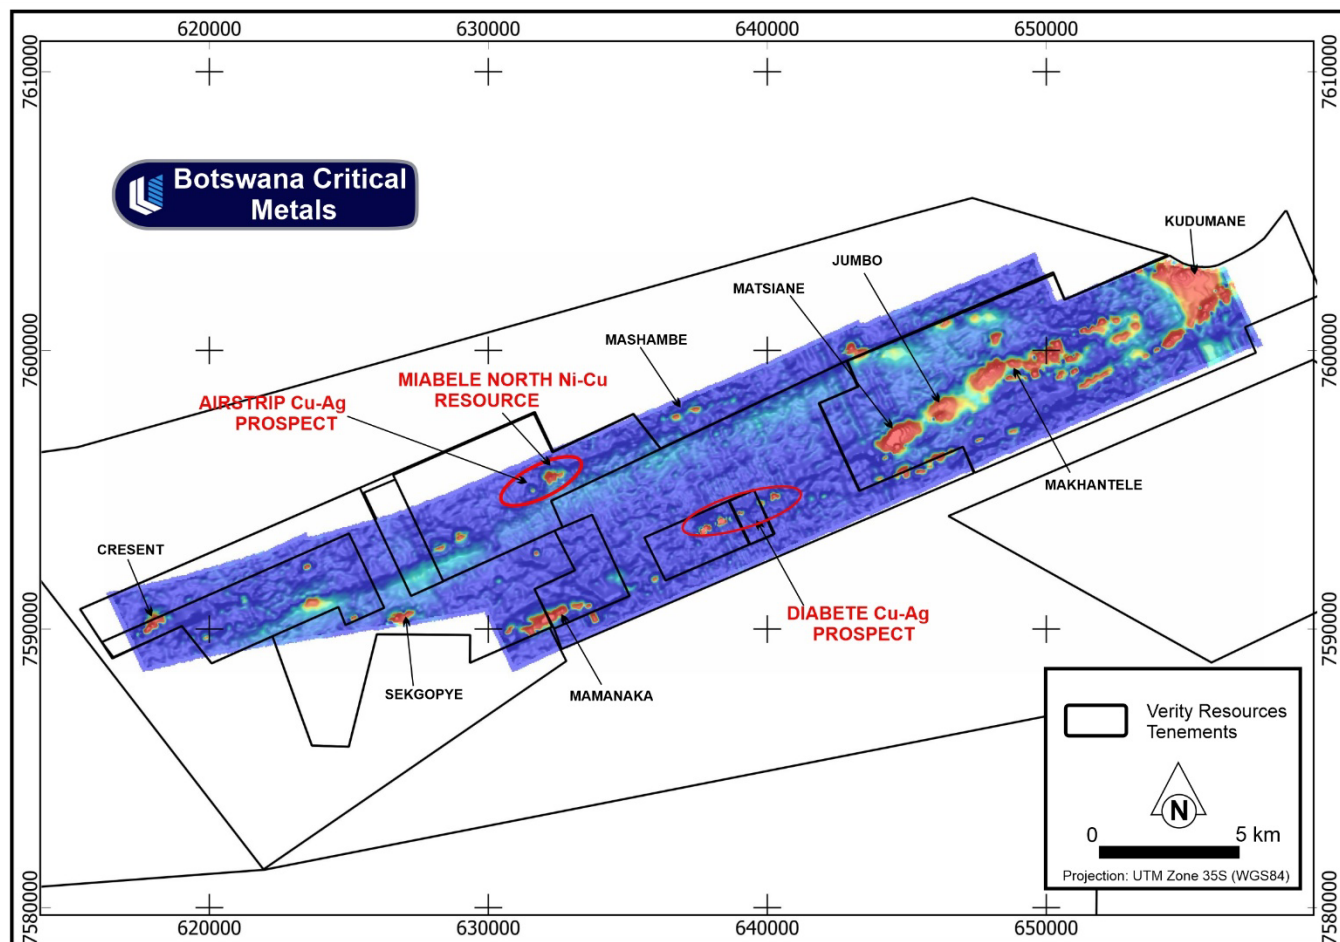 620000
630000
640000
650000
7610000
7610000
Botswana Critical
Metals
KUDUMANE
JUMBO
MATSIANE
7600000
7600000
MASHAMBE
MIABELE NORTH Ni-Cu
RESOURCE
AIRSTRIP Cu-Ag
PROSPECT
MAKHANTELE
CRESENT
7590000
7590000
DIABETE Cu-Ag
PROSPECT
SEKGOPYE
MAMANAKA
Verity Resources
Tenements
N
0
5 km
Projection: UTM Zone 35S (WGS84)
7580000
7580000
620000
630000
640000
650000